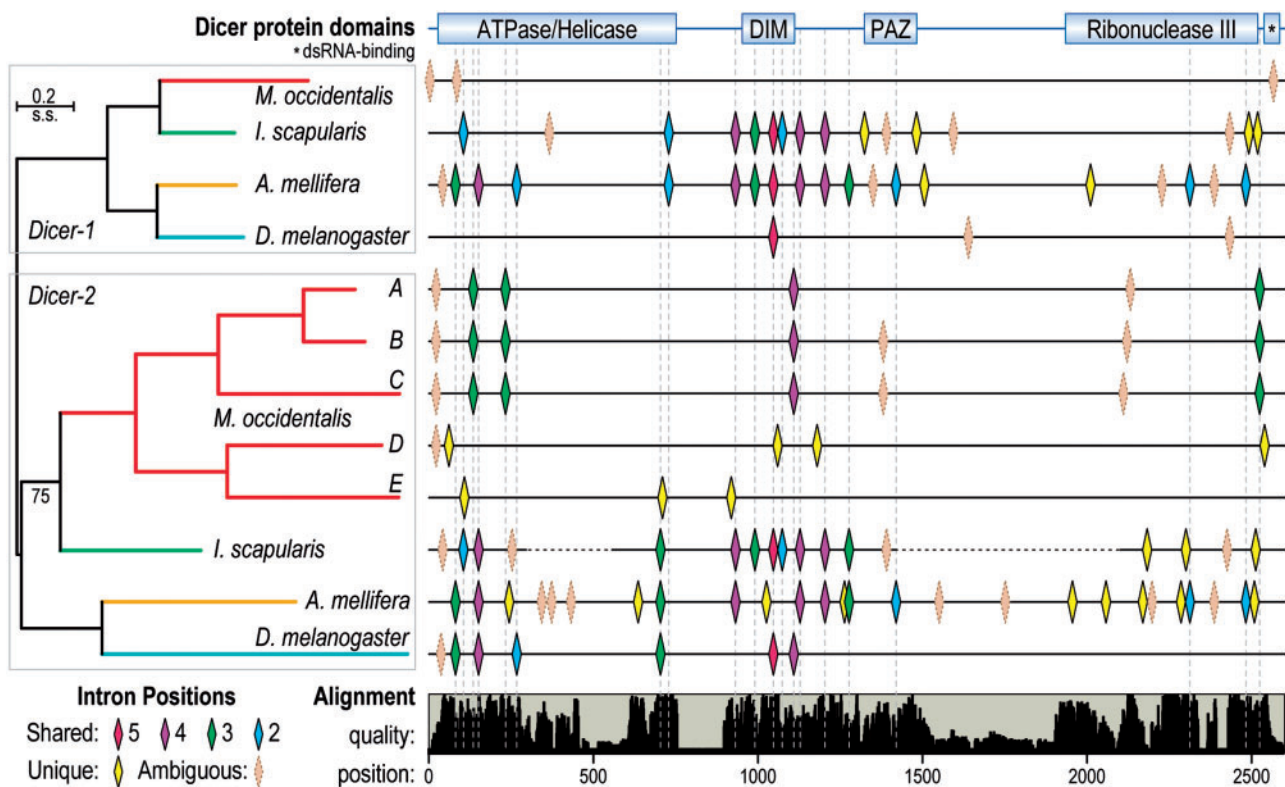 Dicer protein domains
* dsRNA-binding
ATPase/Helicase
DIM
PAZ
Ribonuclease III
*
0.2
s.s.
M. occidentalis
I. scapularis
A. mellifera
Dicer-1
D. melanogaster
Dicer-2
A
B
C
M. occidentalis
D
E
75
I. scapularis
A. mellifera
D. melanogaster
Intron Positions
Shared: 5 4 3 2
Unique: Ambiguous:
Alignment
quality:
position:
0 500 1000 1500 2000 2500